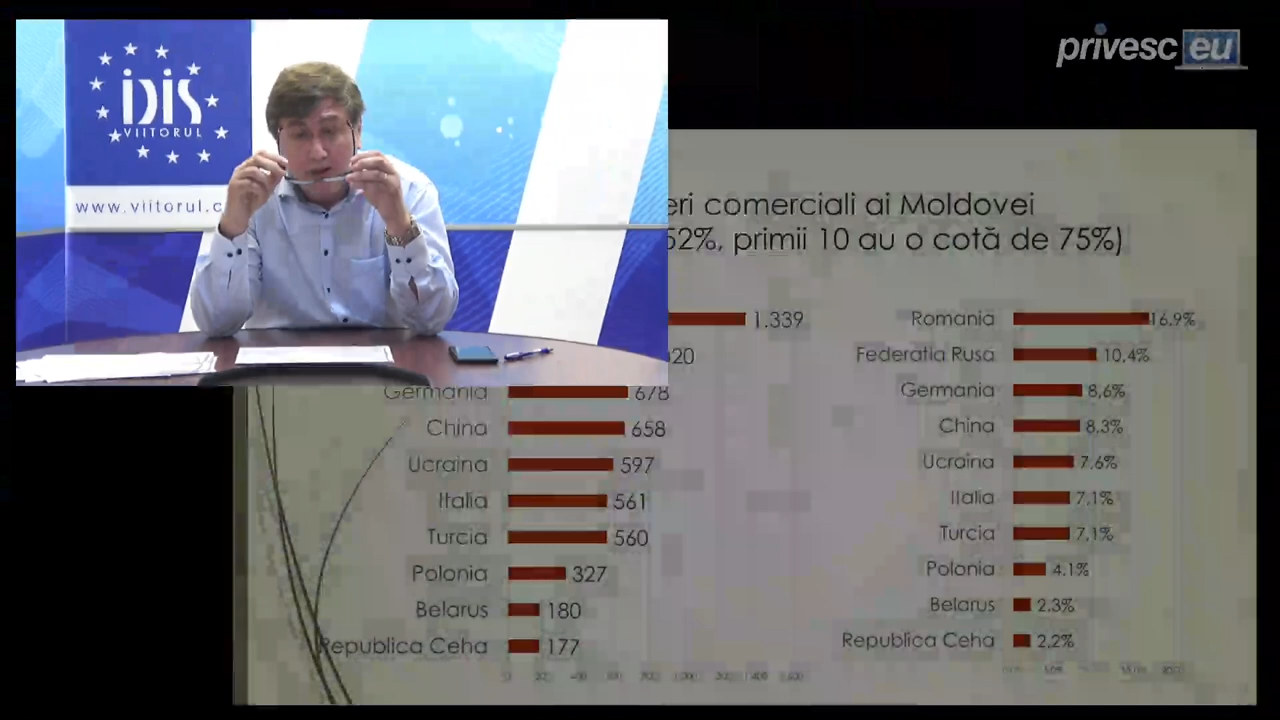 privesc eu
iDiS
VIITORUL
www.viitorul.c
eri comerciali ai Moldovei
52%, primii 10 au o cotă de 75%)
1.339
20
Germania 678
China 658
Ucraina 597
Italia 561
Turcia 560
Polonia 327
Belarus 180
Republica Ceha 177
Romania 16.9%
Federatia Rusa 10,4%
Germania 8,6%
China 8,3%
Ucraina 7,6%
Italia 7,1%
Turcia 7,1%
Polonia 4,1%
Belarus 2,3%
Republica Ceha 2,2%